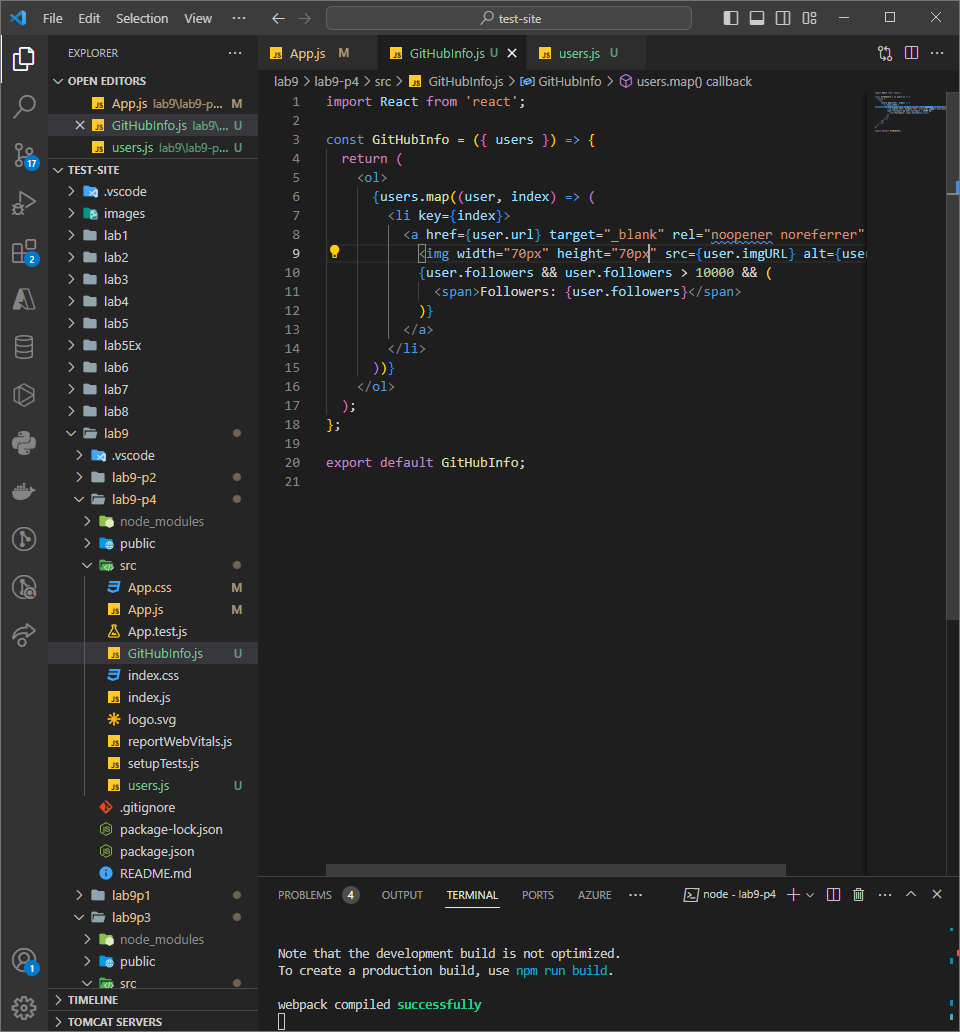 File Edit Selection View ··· test-site
EXPLORER ···
OPEN EDITORS
App.js lab9\lab9-p... M
GitHubInfo.js lab9\... U
users.js lab9\lab9-p... U
TEST-SITE
.vscode
images
lab1
lab2
lab3
lab4
lab5
lab5Ex
lab6
lab7
lab8
lab9
.vscode
lab9-p2
lab9-p4
node_modules
public
src
App.css M
App.js M
App.test.js
GitHubInfo.js U
index.css
index.js
logo.svg
reportWebVitals.js
setupTests.js
users.js U
.gitignore
package-lock.json
package.json
README.md
lab9p1
lab9p3
node_modules
public
src
TIMELINE
TOMCAT SERVERS
17
2
1
App.js M GitHubInfo.js U users.js U
lab9 > lab9-p4 > src > GitHubInfo.js > GitHubInfo > users.map() callback
1 import React from 'react';
2
3 const GitHubInfo = ({ users }) => {
4 return (
5 <ol>
6 {users.map((user, index) => (
7 <li key={index}>
8 <a href={user.url} target="_blank" rel="noopener noreferrer"
9 <img width="70px" height="70px" src={user.imgURL} alt={user
10 {user.followers && user.followers > 10000 && (
11 <span>Followers: {user.followers}</span>
12 )}
13 </a>
14 </li>
15 ))}
16 </ol>
17 );
18 };
19
20 export default GitHubInfo;
21
PROBLEMS 4 OUTPUT TERMINAL PORTS AZURE ··· node - lab9-p4
Note that the development build is not optimized.
To create a production build, use npm run build.
webpack compiled successfully